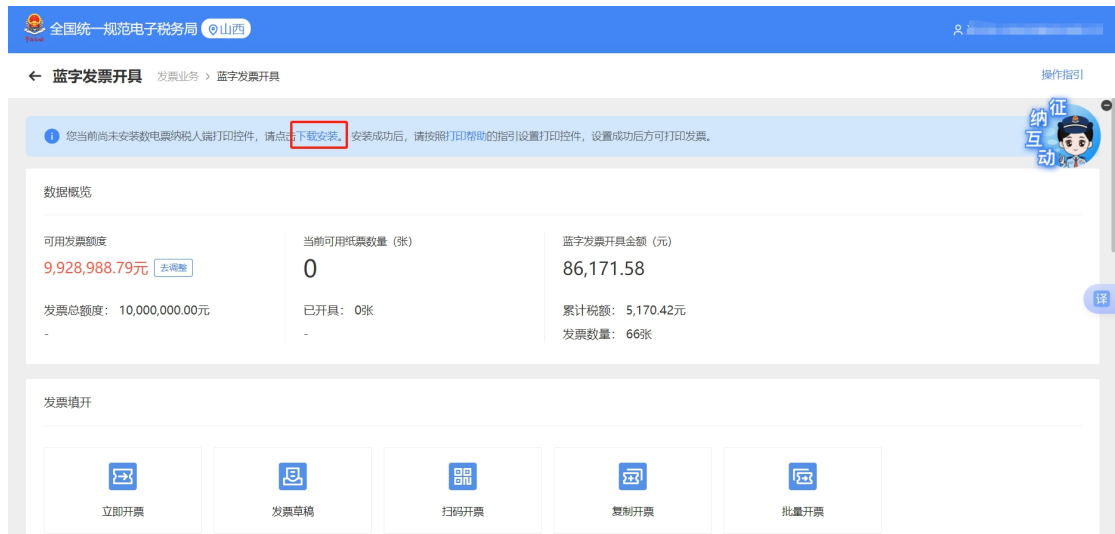 全国统一规范电子税务局 山西
蓝字发票开具 发票业务 > 蓝字发票开具 操作指引
您当前尚未安装数电票纳税人端打印控件，请点击下载安装。安装成功后，请按照打印帮助的指引设置打印控件，设置成功后方可打印发票。
征纳互动
数据概览
可用发票额度 当前可用纸票数量（张） 蓝字发票开具金额（元）
9,928,988.79元 去调整 0 86,171.58
发票总额度： 10,000,000.00元 已开具： 0张 累计税额： 5,170.42元
- - 发票数量： 66张
译
发票填开
立即开票 发票草稿 扫码开票 复制开票 批量开票